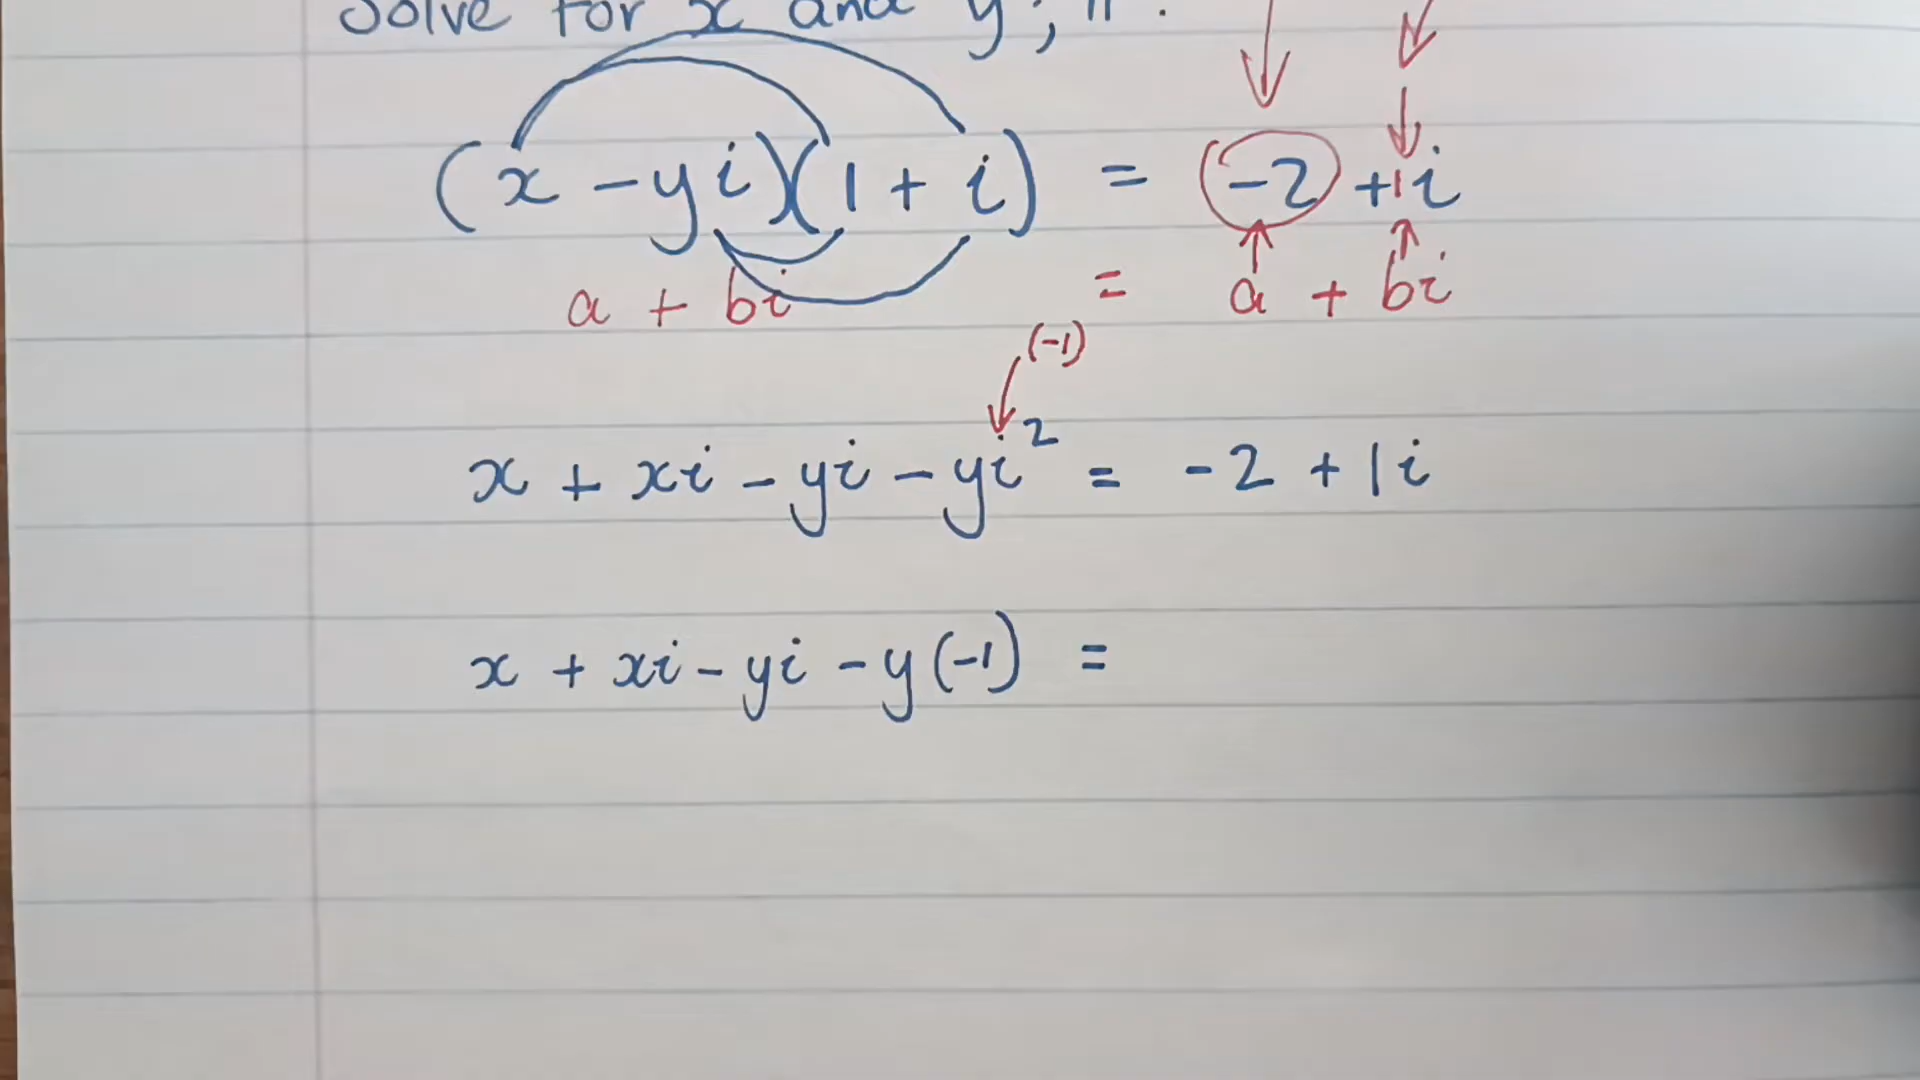 Solve for x and y, if :
(x - yi)(1 + i) = -2 + 1i
a + bi = a + bi
(-1)
x + xi - yi - yi² = -2 + 1i
x + xi - yi - y(-1) =